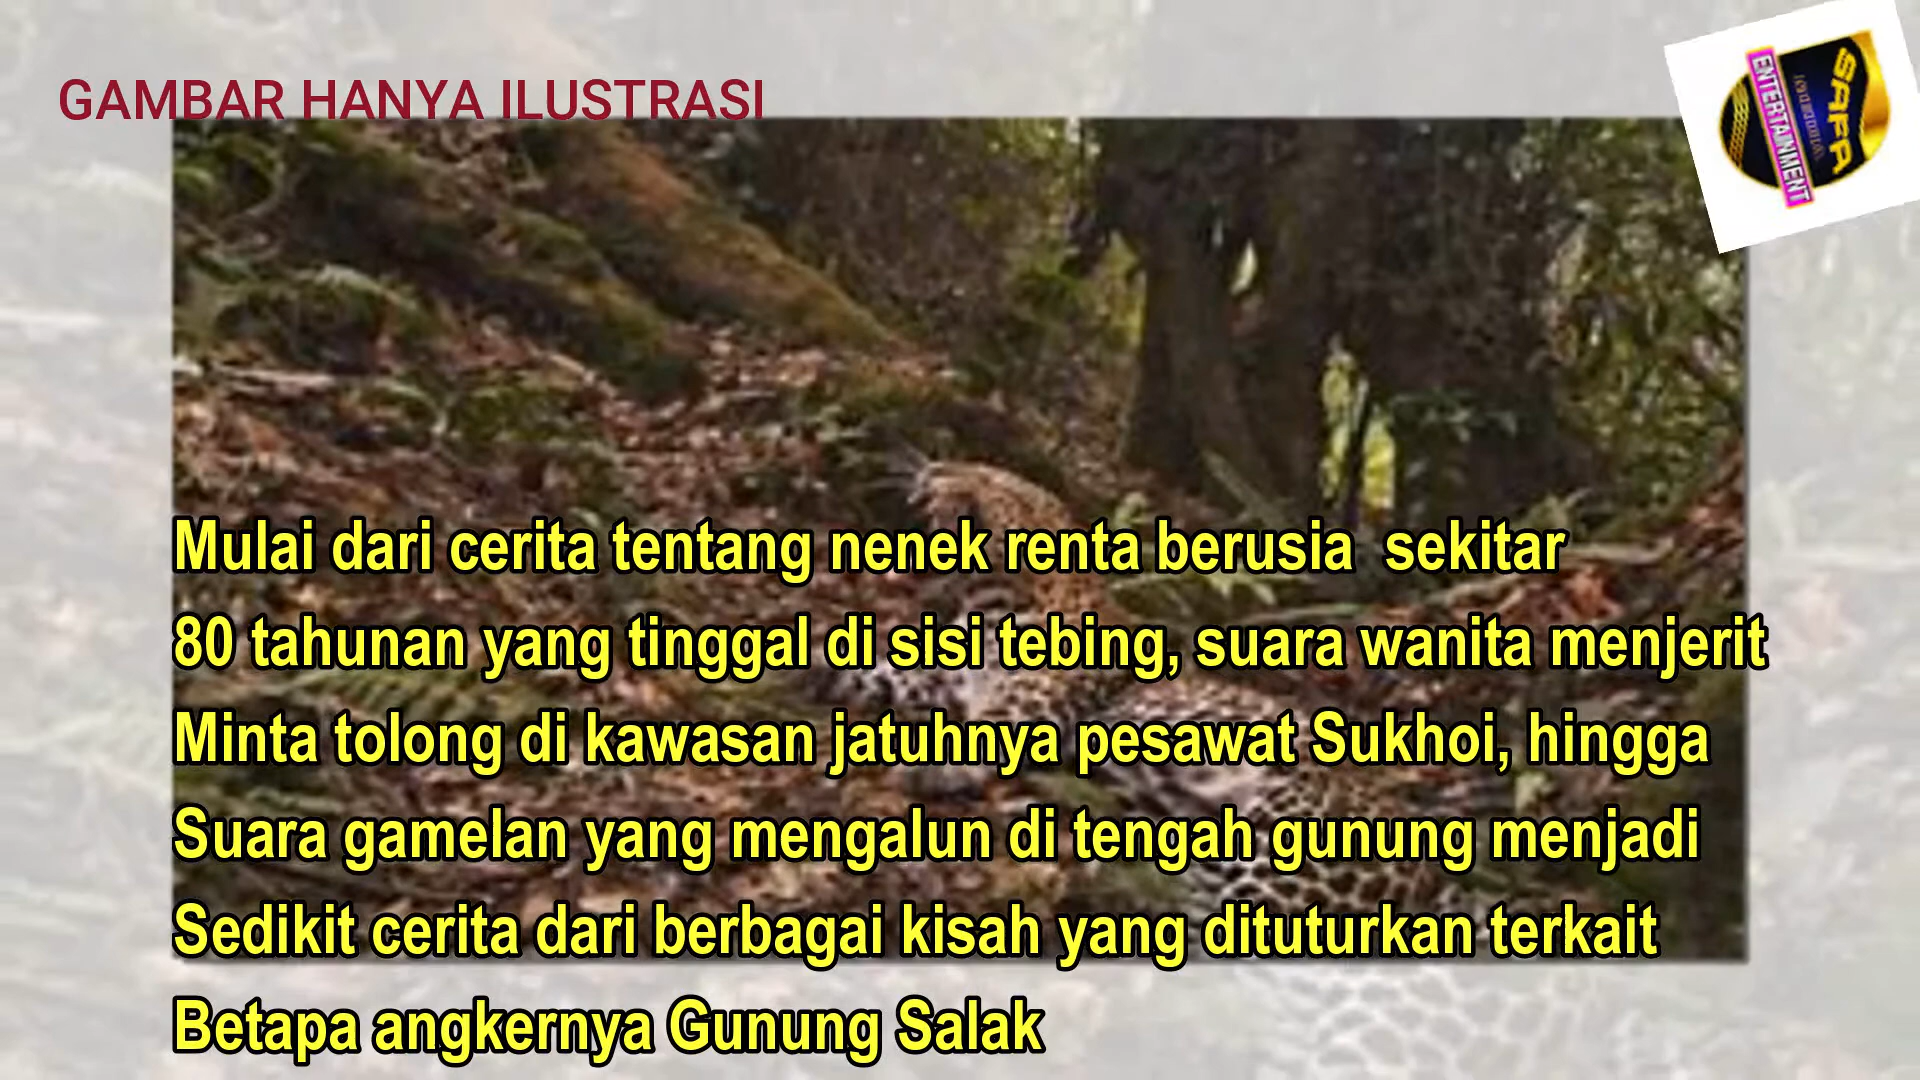 GAMBAR HANYA ILUSTRASI
SAFA
ENTERTAINMENT
Mulai dari cerita tentang nenek renta berusia sekitar
80 tahunan yang tinggal di sisi tebing, suara wanita menjerit
Minta tolong di kawasan jatuhnya pesawat Sukhoi, hingga
Suara gamelan yang mengalun di tengah gunung menjadi
Sedikit cerita dari berbagai kisah yang dituturkan terkait
Betapa angkernya Gunung Salak